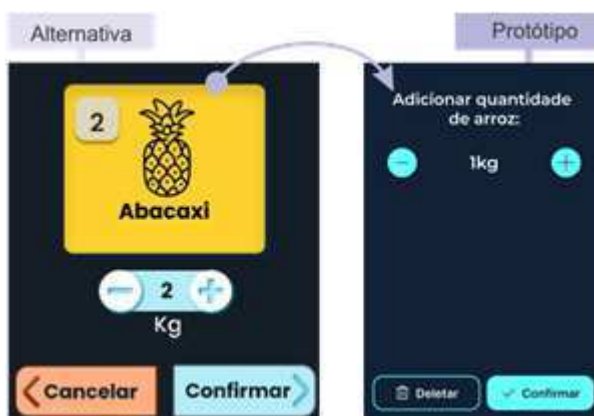 Alternativa
2
Abacaxi
2
Kg
Cancelar
Confirmar
Protótipo
Adicionar quantidade
de arroz:
1kg
Deletar
Confirmar